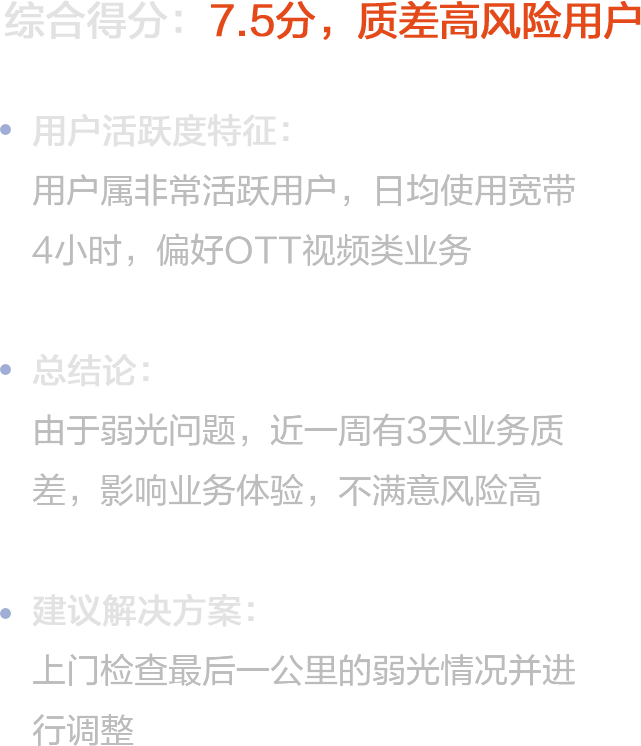 综合得分：7.5分，质差高风险用户
用户活跃度特征：
用户属非常活跃用户，日均使用宽带
4小时，偏好OTT视频类业务
总结论：
由于弱光问题，近一周有3天业务质
差，影响业务体验，不满意风险高
建议解决方案：
上门检查最后一公里的弱光情况并进
行调整